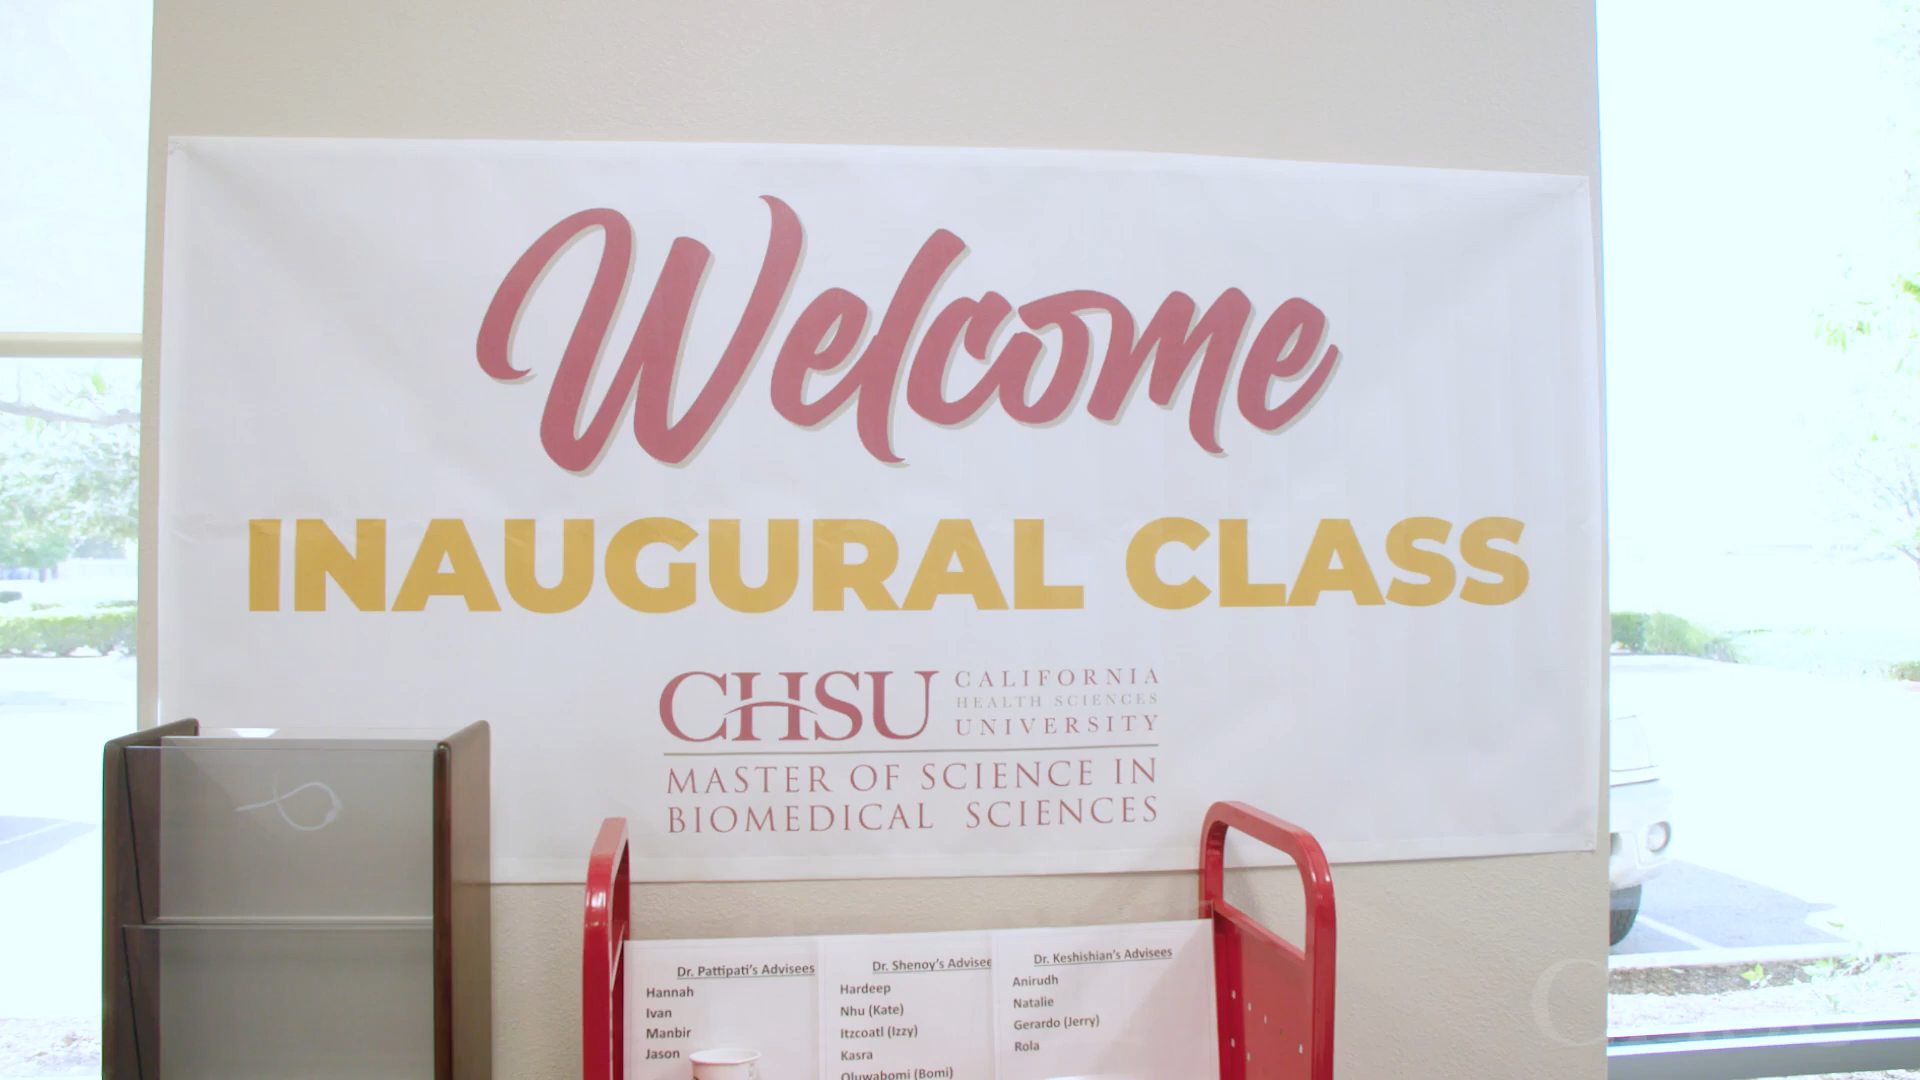 Welcome
INAUGURAL CLASS
CHSU
CALIFORNIA
HEALTH SCIENCES
UNIVERSITY
MASTER OF SCIENCE IN
BIOMEDICAL SCIENCES
Dr. Pattipati's Advisees
Hannah
Ivan
Manbir
Jason
Dr. Shenoy's Advisee
Hardeep
Nhu (Kate)
Itzcoatl (Izzy)
Kasra
Oluwabomi (Bomi)
Dr. Keshishian's Advisees
Anirudh
Natalie
Gerardo (Jerry)
Rola